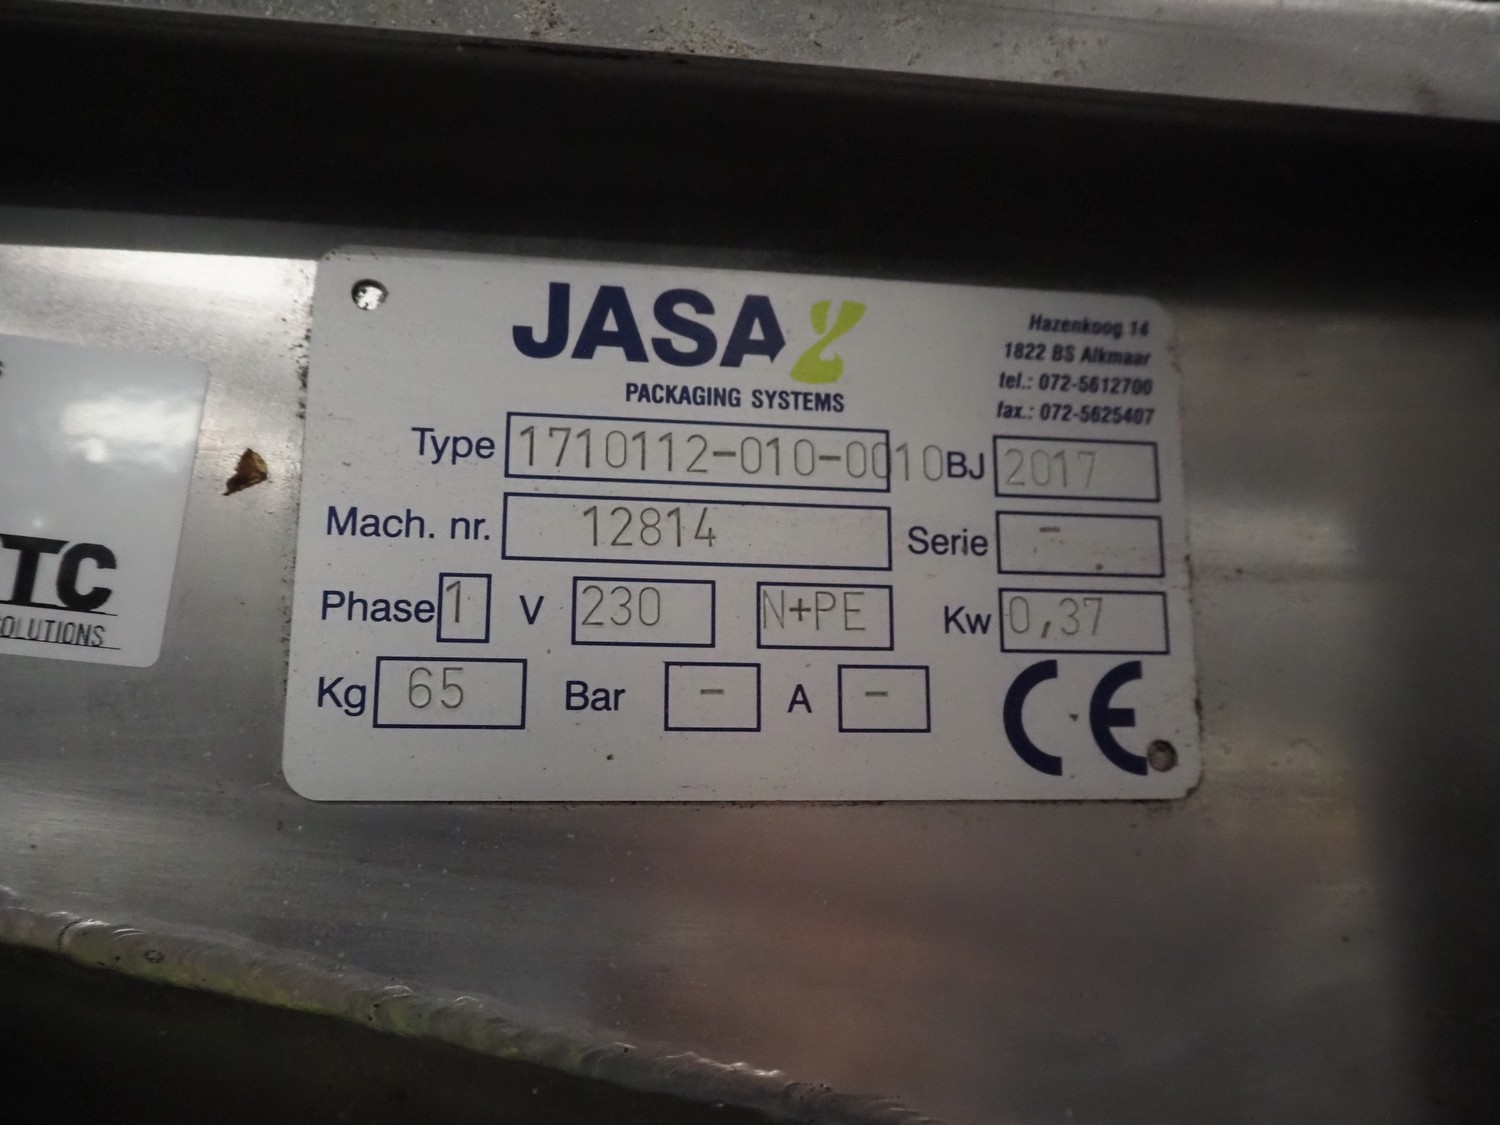 JASA
PACKAGING SYSTEMS
Hazenkoog 14
1822 BS Alkmaar
tel.: 072-5612700
fax.: 072-5625407
Type 1710112-010-0010 BJ 2017
Mach. nr. 12814 Serie -
Phase 1 V 230 N+PE Kw 0,37
Kg 65 Bar - A -
CE
TC
OLUTIONS